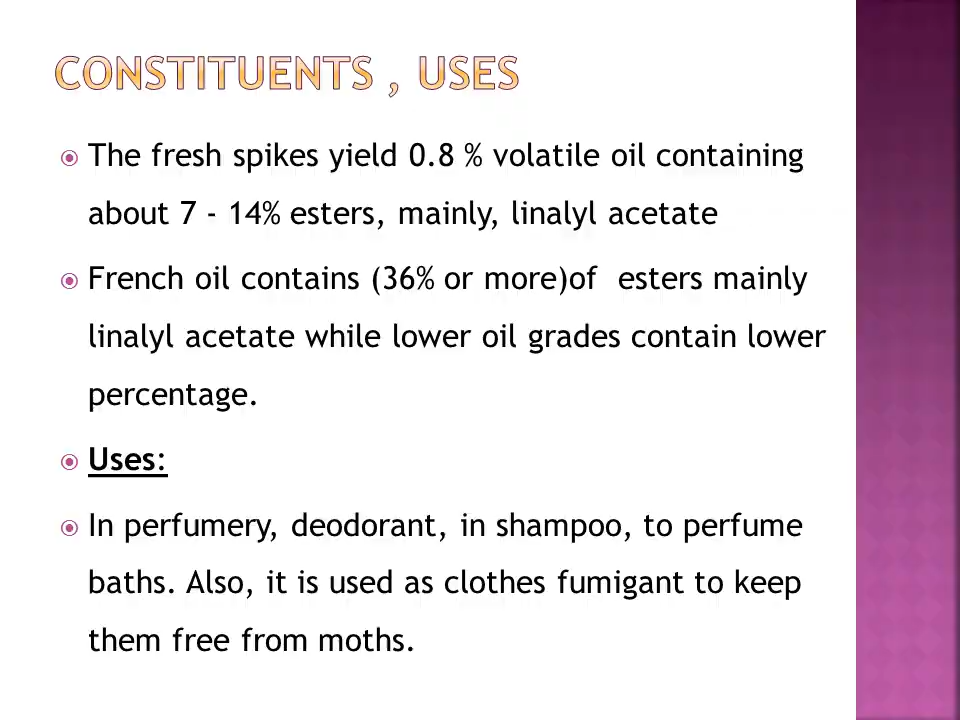 CONSTITUENTS , USES
The fresh spikes yield 0.8 % volatile oil containing
about 7 - 14% esters, mainly, linalyl acetate
French oil contains (36% or more)of  esters mainly
linalyl acetate while lower oil grades contain lower
percentage.
Uses:
In perfumery, deodorant, in shampoo, to perfume
baths. Also, it is used as clothes fumigant to keep
them free from moths.